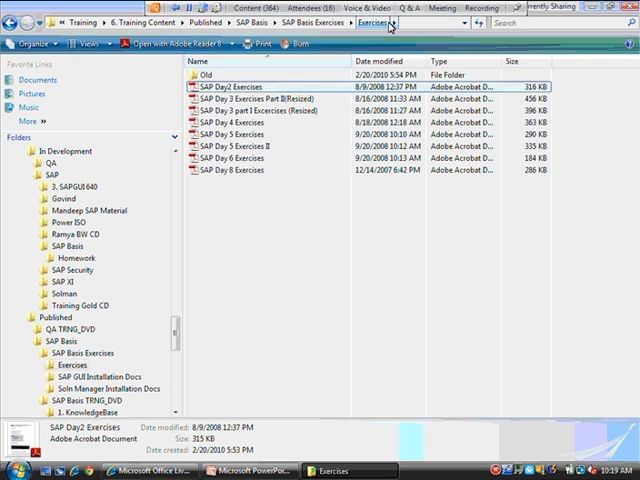 Content (364) Attendees (18) Voice & Video Q & A Meeting Recording rrently Sharing
Training 6. Training Content Published SAP Basis SAP Basis Exercises Exercises Search
Organize Views Open with Adobe Reader 8 Print Burn
Favorite Links
Documents
Pictures
Music
More »
Folders
In Development
QA
SAP
3. SAPGUI 640
Govind
Mandeep SAP Material
Power ISO
Ramya BW CD
SAP Basis
Homework
SAP Security
SAP XI
Solman
Training Gold CD
Published
QA TRNG_DVD
SAP Basis
SAP Basis Exercises
Exercises
SAP GUI Installation Docs
Soln Manager Installation Docs
SAP Basis TRNG_DVD
1. KnowledgeBase
Name Date modified Type Size
Old 2/20/2010 5:54 PM File Folder
SAP Day2 Exercises 8/9/2008 12:37 PM Adobe Acrobat D... 316 KB
SAP Day 3 Exercises Part II(Resized) 8/16/2008 11:33 AM Adobe Acrobat D... 456 KB
SAP Day 3 part I Excercises (Resized) 8/16/2008 11:27 AM Adobe Acrobat D... 396 KB
SAP Day 4 Exercises 8/18/2008 12:18 AM Adobe Acrobat D... 363 KB
SAP Day 5 Exercises 9/20/2008 10:10 AM Adobe Acrobat D... 290 KB
SAP Day 5 Exercises II 9/20/2008 10:12 AM Adobe Acrobat D... 335 KB
SAP Day 6 Exercises 9/20/2008 10:13 AM Adobe Acrobat D... 184 KB
SAP Day 8 Exercises 12/14/2007 6:42 PM Adobe Acrobat D... 286 KB
SAP Day2 Exercises Date modified: 8/9/2008 12:37 PM
Adobe Acrobat Document Size: 315 KB
Date created: 2/20/2010 5:53 PM
Microsoft Office Liv... Microsoft PowerPo... Exercises 10:19 AM